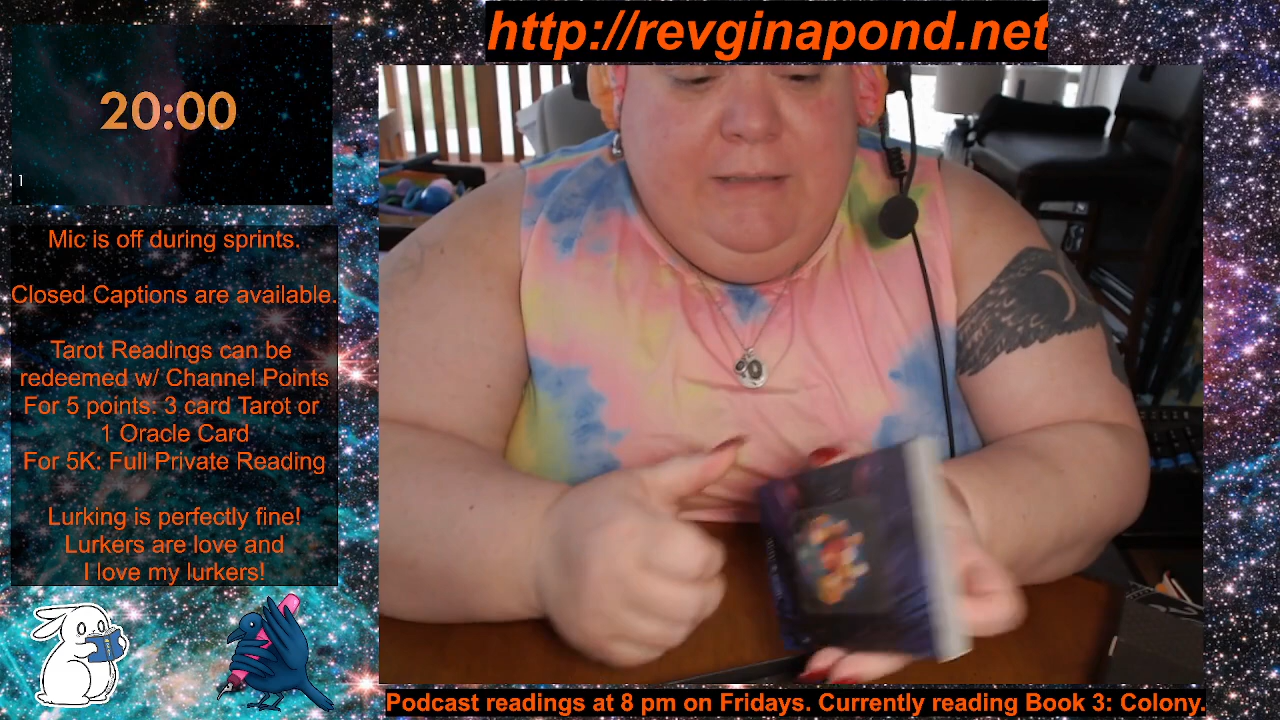 http://revginapond.net
20:00
1
Mic is off during sprints.
Closed Captions are available.
Tarot Readings can be
redeemed w/ Channel Points
For 5 points: 3 card Tarot or
1 Oracle Card
For 5K: Full Private Reading
Lurking is perfectly fine!
Lurkers are love and
I love my lurkers!
Podcast readings at 8 pm on Fridays. Currently reading Book 3: Colony.